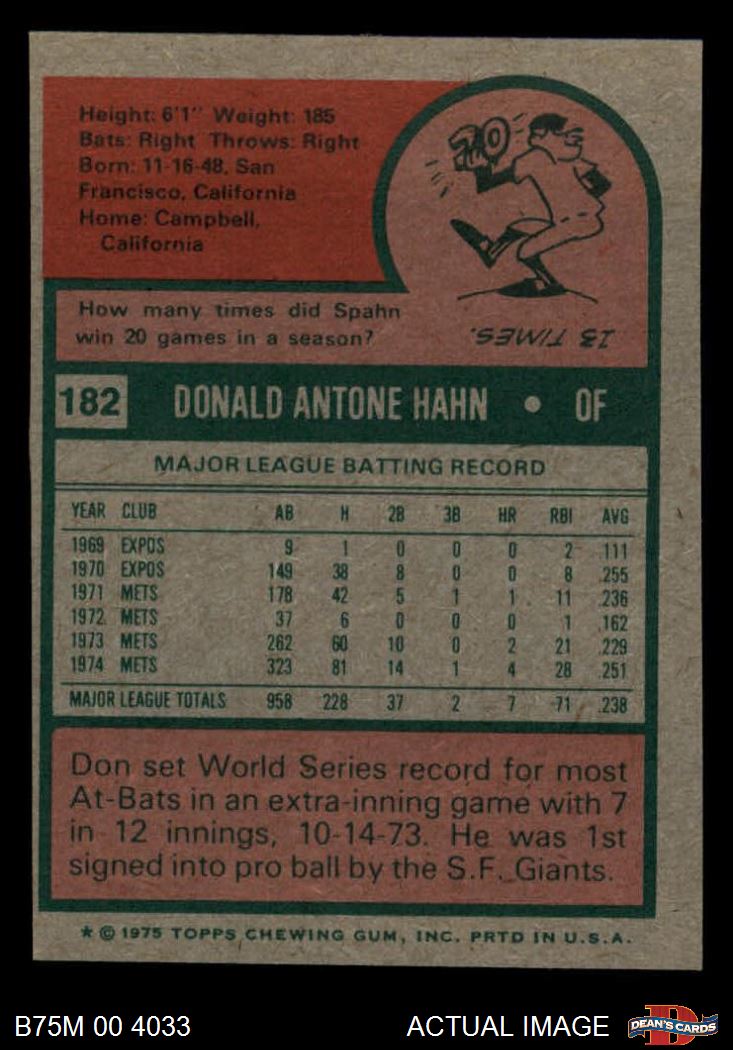 Height: 6'1" Weight: 185
Bats: Right Throws: Right
Born: 11-16-48, San
Francisco, California
Home: Campbell,
California
20
How many times did Spahn
win 20 games in a season?
13 TIMES.
182 DONALD ANTONE HAHN • OF
MAJOR LEAGUE BATTING RECORD
YEAR CLUB AB H 2B 3B HR RBI AVG
1969 EXPOS 9 1 0 0 0 2 .111
1970 EXPOS 149 38 8 0 0 8 .255
1971 METS 178 42 5 1 1 11 .236
1972 METS 37 6 0 0 0 1 .162
1973 METS 262 60 10 0 2 21 .229
1974 METS 323 81 14 1 4 28 .251
MAJOR LEAGUE TOTALS 958 228 37 2 7 71 .238
Don set World Series record for most
At-Bats in an extra-inning game with 7
in 12 innings, 10-14-73. He was 1st
signed into pro ball by the S.F. Giants.
* © 1975 TOPPS CHEWING GUM, INC. PRTD IN U.S.A.
B75M 00 4033 ACTUAL IMAGE D DEAN'S CARDS